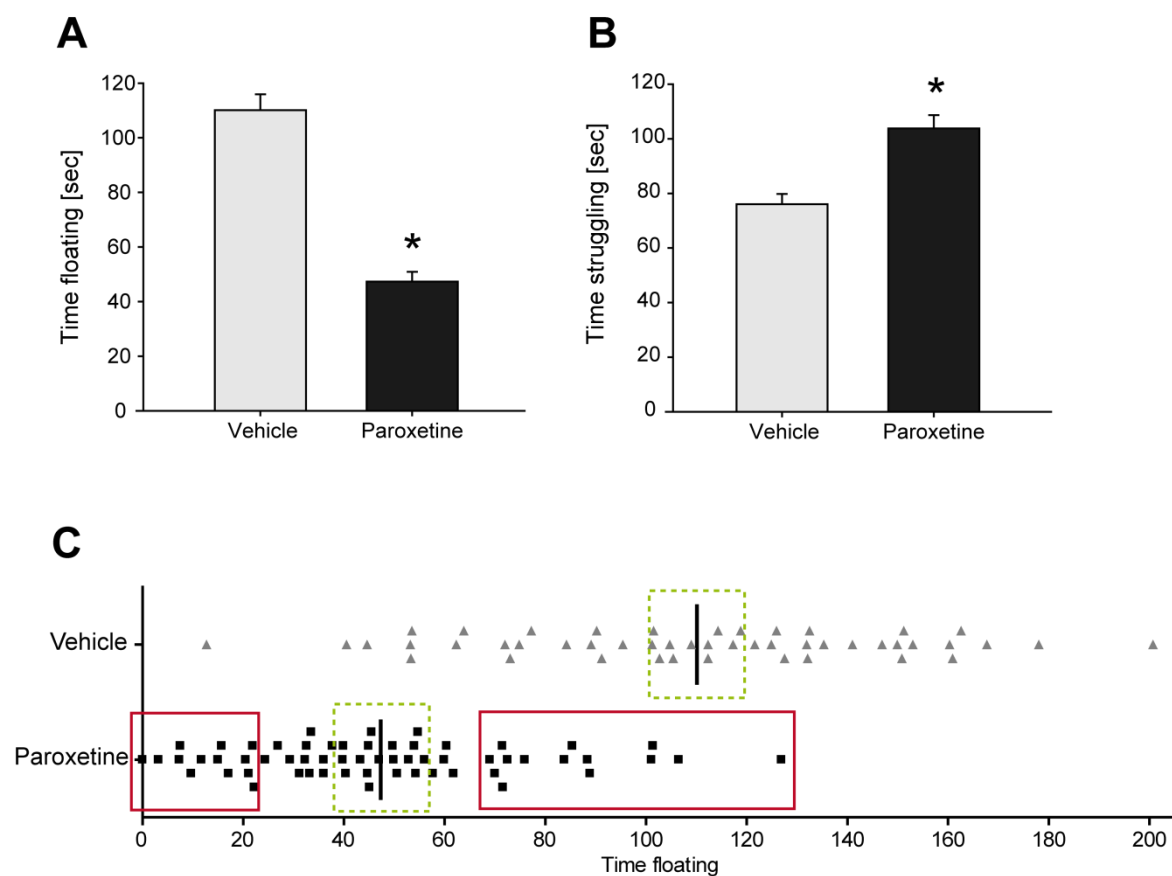 A
Time floating [sec]
120
100
80
60
40
20
0
*
Vehicle
Paroxetine
B
Time struggling [sec]
120
100
80
60
40
20
0
*
Vehicle
Paroxetine
C
Vehicle
Paroxetine
0 20 40 60 80 100 120 140 160 180 200
Time floating